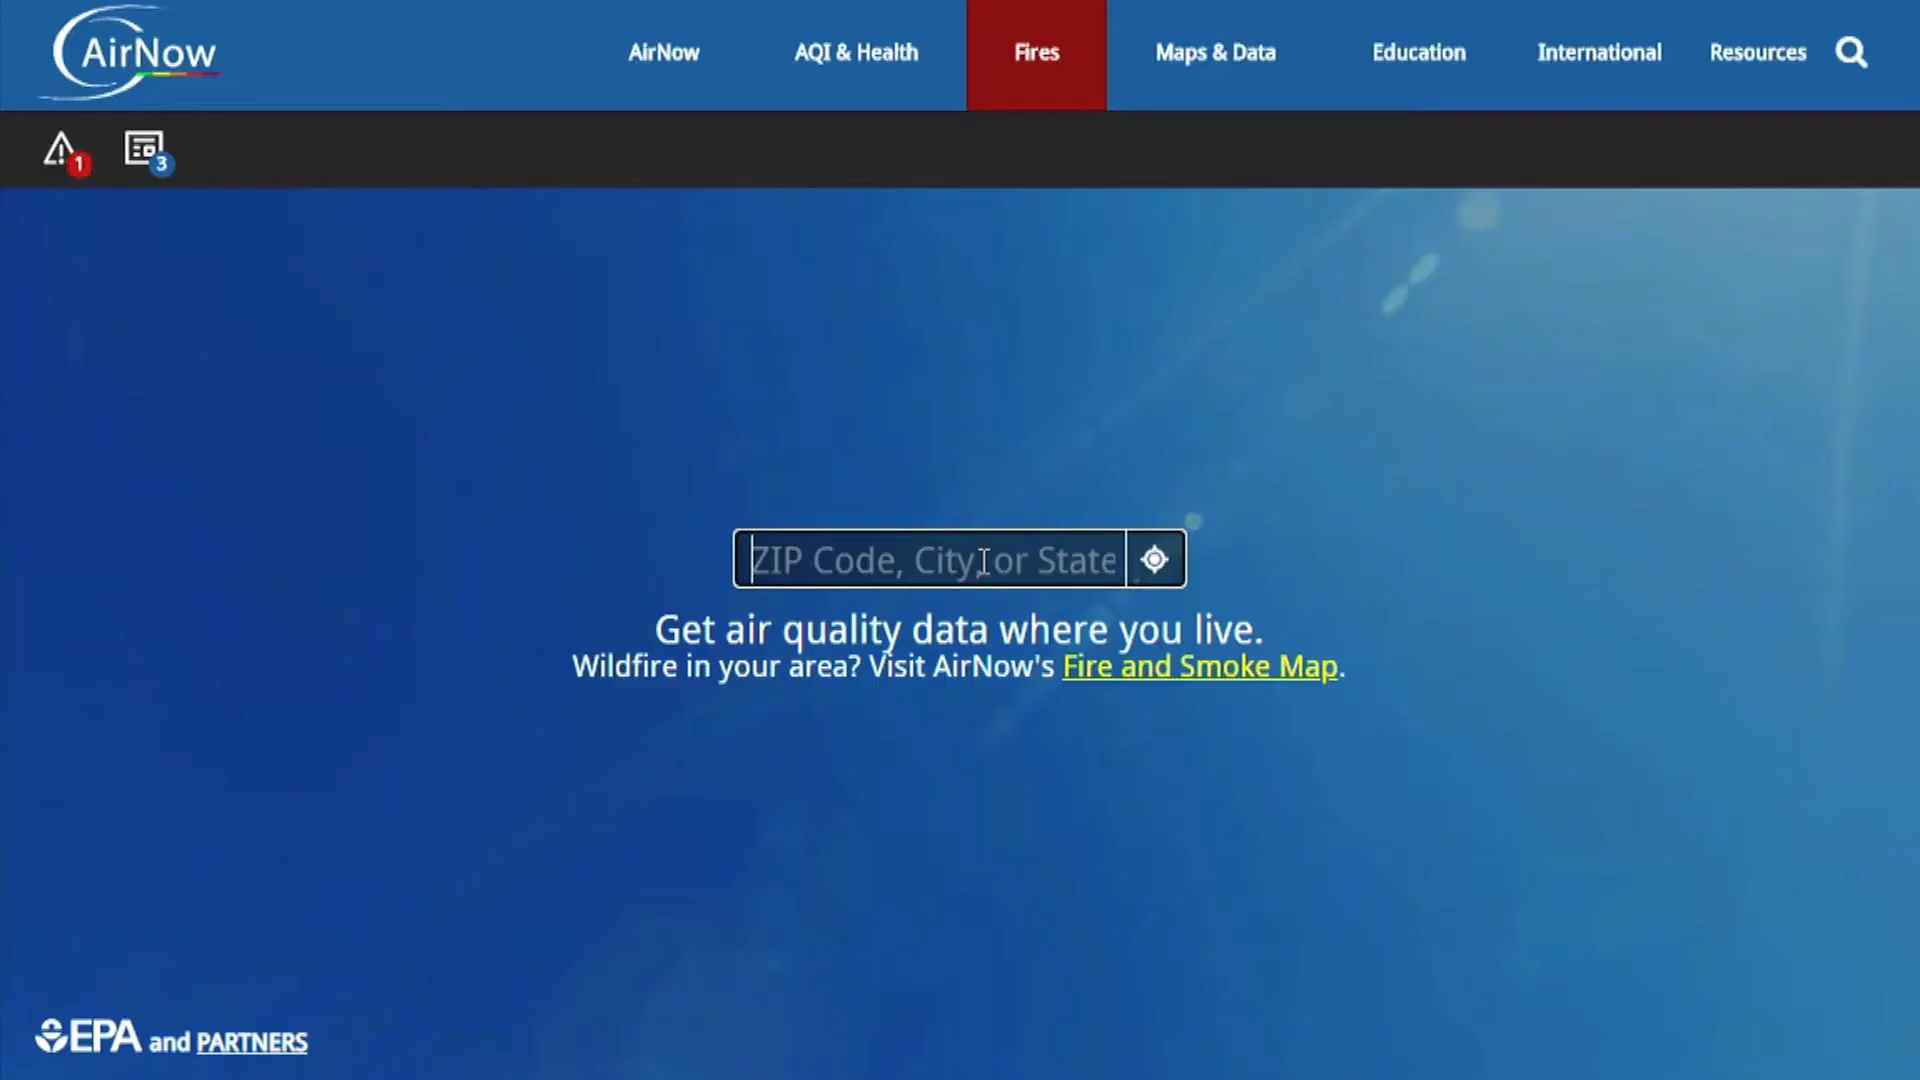 AirNow
AirNow AQI & Health Fires Maps & Data Education International Resources
1 3
ZIP Code, City, or State
Get air quality data where you live.
Wildfire in your area? Visit AirNow's Fire and Smoke Map.
EPA and PARTNERS